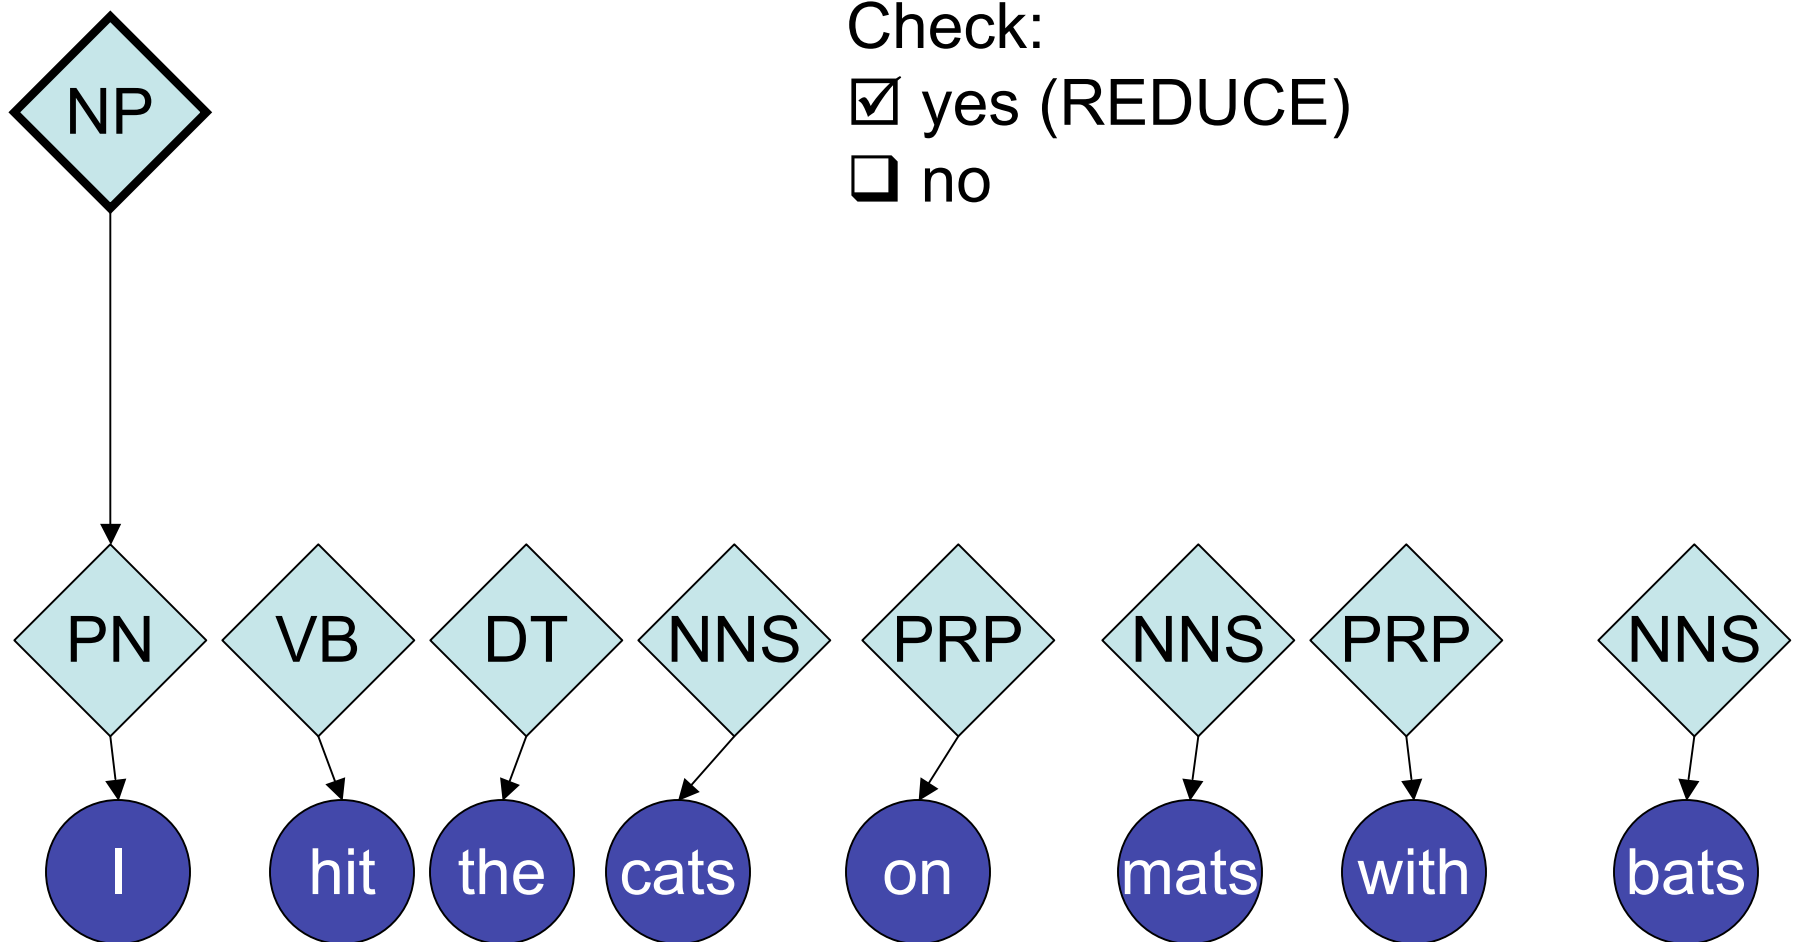 Check:
☑ yes (REDUCE)
❑ no
NP
PN VB DT NNS PRP NNS PRP NNS
I hit the cats on mats with bats